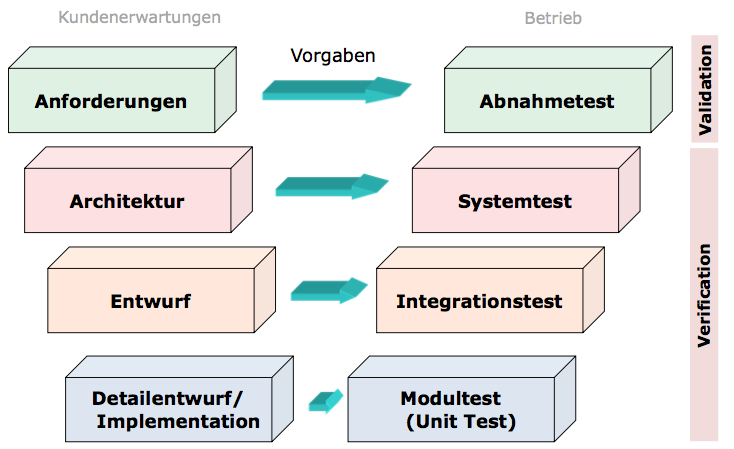 Kundenerwartungen
Betrieb
Vorgaben
Anforderungen
Abnahmetest
Validation
Architektur
Systemtest
Entwurf
Integrationstest
Verification
Detailentwurf/
Implementation
Modultest
(Unit Test)